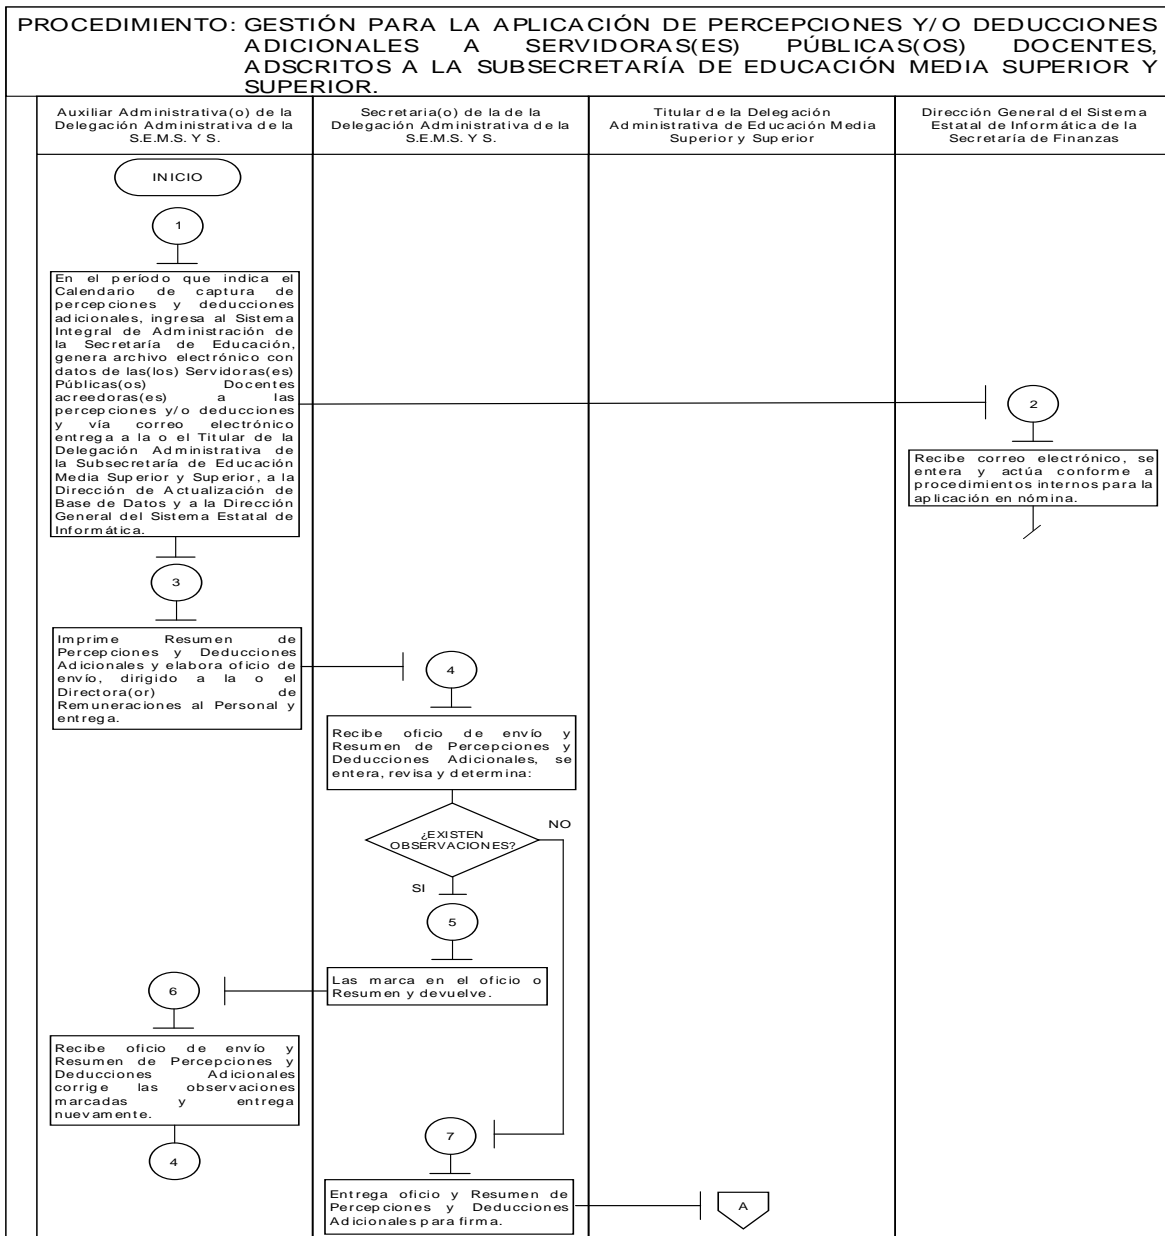 PROCEDIMIENTO: GESTIÓN PARA LA APLICACIÓN DE PERCEPCIONES Y/O DEDUCCIONES
ADICIONALES A SERVIDORAS(ES) PÚBLICAS(OS) DOCENTES,
ADSCRITOS A LA SUBSECRETARÍA DE EDUCACIÓN MEDIA SUPERIOR Y
SUPERIOR.
Auxiliar Administrativa(o) de la
Delegación Administrativa de la
S.E.M.S. Y S.
Secretaria(o) de la de la
Delegación Administrativa de la
S.E.M.S. Y S.
Titular de la Delegación
Administrativa de Educación Media
Superior y Superior
Dirección General del Sistema
Estatal de Informática de la
Secretaría de Finanzas
INICIO
1
En el período que indica el
Calendario de captura de
percepciones y deducciones
adicionales, ingresa al Sistema
Integral de Administración de
la Secretaría de Educación,
genera archivo electrónico con
datos de las(los) Servidoras(es)
Públicas(os) Docentes
acreedoras(es) a las
percepciones y/o deducciones
y vía correo electrónico
entrega a la o el Titular de la
Delegación Administrativa de
la Subsecretaría de Educación
Media Superior y Superior, a la
Dirección de Actualización de
Base de Datos y a la Dirección
General del Sistema Estatal de
Informática.
2
Recibe correo electrónico, se
entera y actúa conforme a
procedimientos internos para la
aplicación en nómina.
3
Imprime Resumen de
Percepciones y Deducciones
Adicionales y elabora oficio de
envío, dirigido a la o el
Directora(or) de
Remuneraciones al Personal y
entrega.
4
Recibe oficio de envío y
Resumen de Percepciones y
Deducciones Adicionales, se
entera, revisa y determina:
¿EXISTEN
OBSERVACIONES?
NO
SI
5
Las marca en el oficio o
Resumen y devuelve.
6
Recibe oficio de envío y
Resumen de Percepciones y
Deducciones Adicionales
corrige las observaciones
marcadas y entrega
nuevamente.
4
7
Entrega oficio y Resumen de
Percepciones y Deducciones
Adicionales para firma.
A